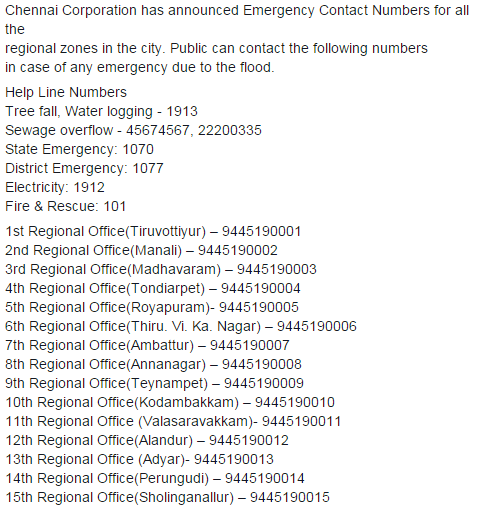 Chennai Corporation has announced Emergency Contact Numbers for all
the
regional zones in the city. Public can contact the following numbers
in case of any emergency due to the flood.
Help Line Numbers
Tree fall, Water logging - 1913
Sewage overflow - 45674567, 22200335
State Emergency: 1070
District Emergency: 1077
Electricity: 1912
Fire & Rescue: 101
1st Regional Office(Tiruvottiyur) – 9445190001
2nd Regional Office(Manali) – 9445190002
3rd Regional Office(Madhavaram) – 9445190003
4th Regional Office(Tondiarpet) – 9445190004
5th Regional Office(Royapuram)- 9445190005
6th Regional Office(Thiru. Vi. Ka. Nagar) – 9445190006
7th Regional Office(Ambattur) – 9445190007
8th Regional Office(Annanagar) – 9445190008
9th Regional Office(Teynampet) – 9445190009
10th Regional Office(Kodambakkam) – 9445190010
11th Regional Office (Valasaravakkam)- 9445190011
12th Regional Office(Alandur) – 9445190012
13th Regional Office (Adyar)- 9445190013
14th Regional Office(Perungudi) – 9445190014
15th Regional Office(Sholinganallur) – 9445190015